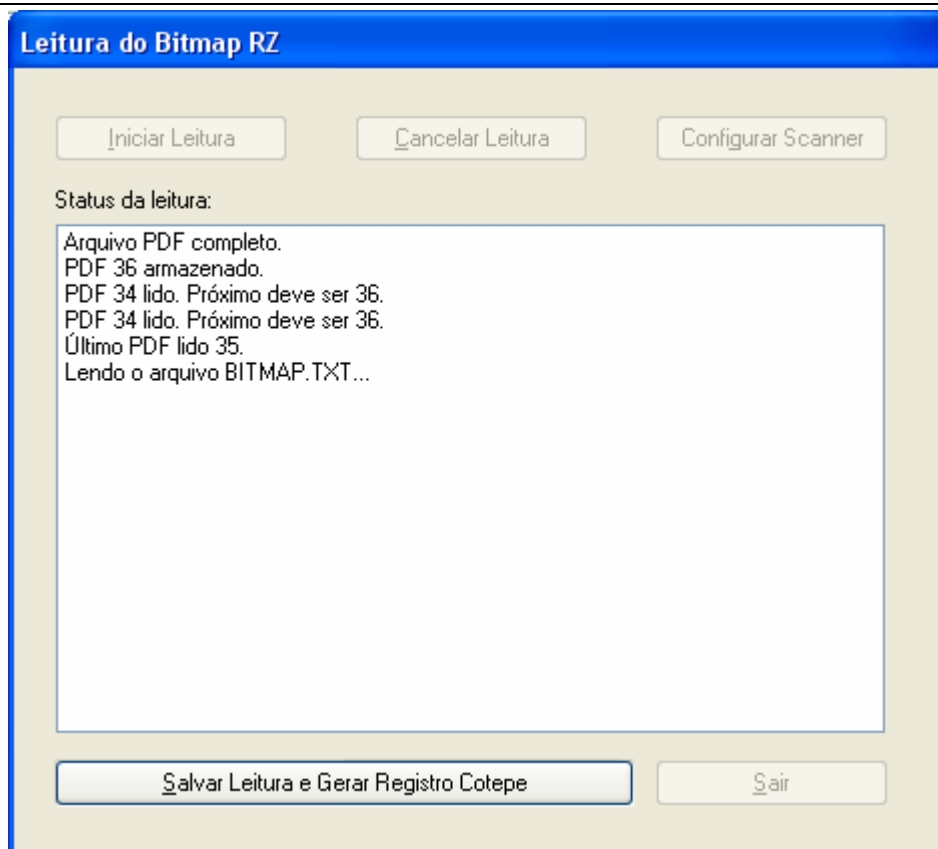 Leitura do Bitmap RZ
Iniciar Leitura
Cancelar Leitura
Configurar Scanner
Status da leitura:
Arquivo PDF completo.
PDF 36 armazenado.
PDF 34 lido. Próximo deve ser 36.
PDF 34 lido. Próximo deve ser 36.
Último PDF lido 35.
Lendo o arquivo BITMAP.TXT...
Salvar Leitura e Gerar Registro Cotepe
Sair